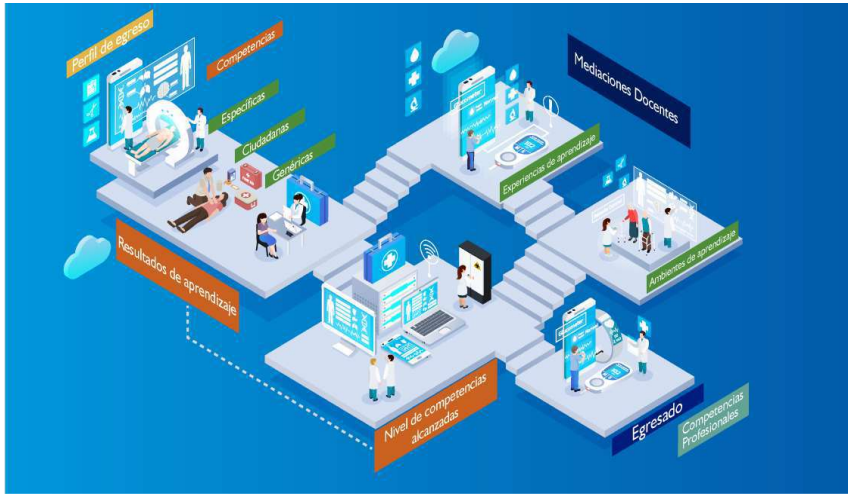 Perfil de egreso
Competencias
Específicas
Ciudadanas
Genéricas
Resultados de aprendizaje
Mediaciones Docentes
Experiencias de aprendizaje
Ambientes de aprendizaje
Nivel de competencias
alcanzadas
Egresado
Competencias
Profesionales